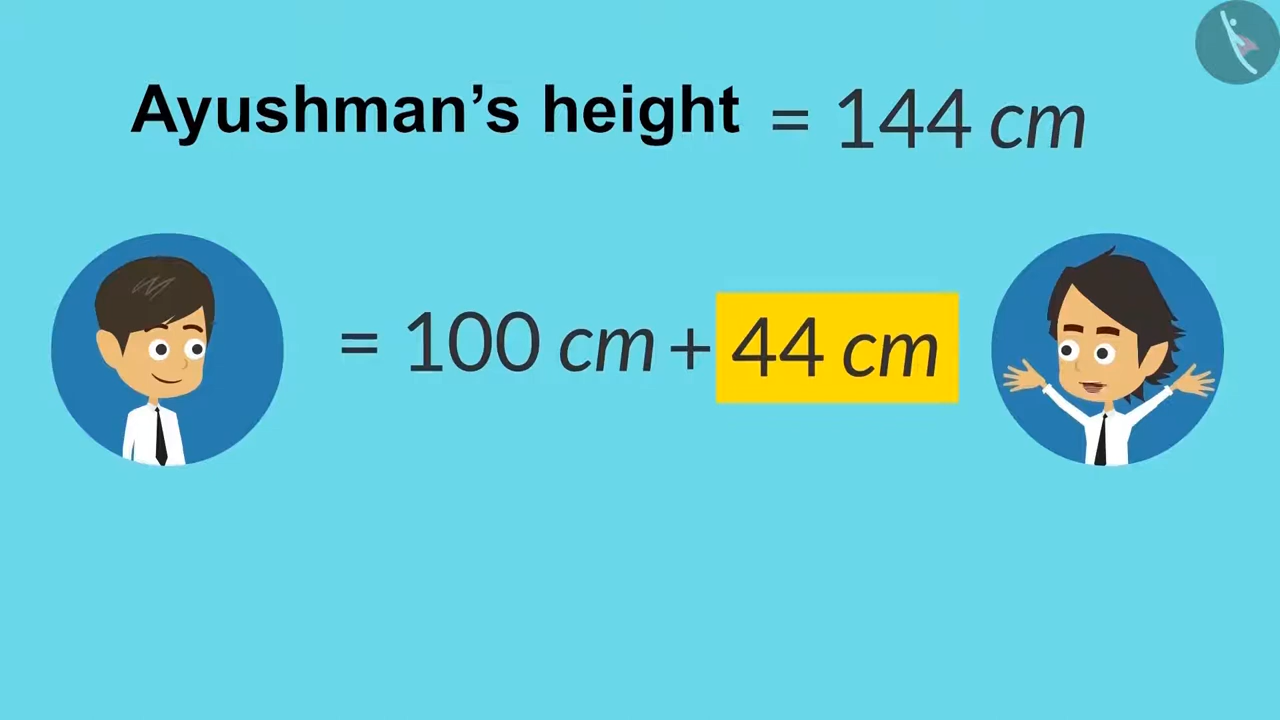 Ayushman’s height = 144 cm
= 100 cm + 44 cm